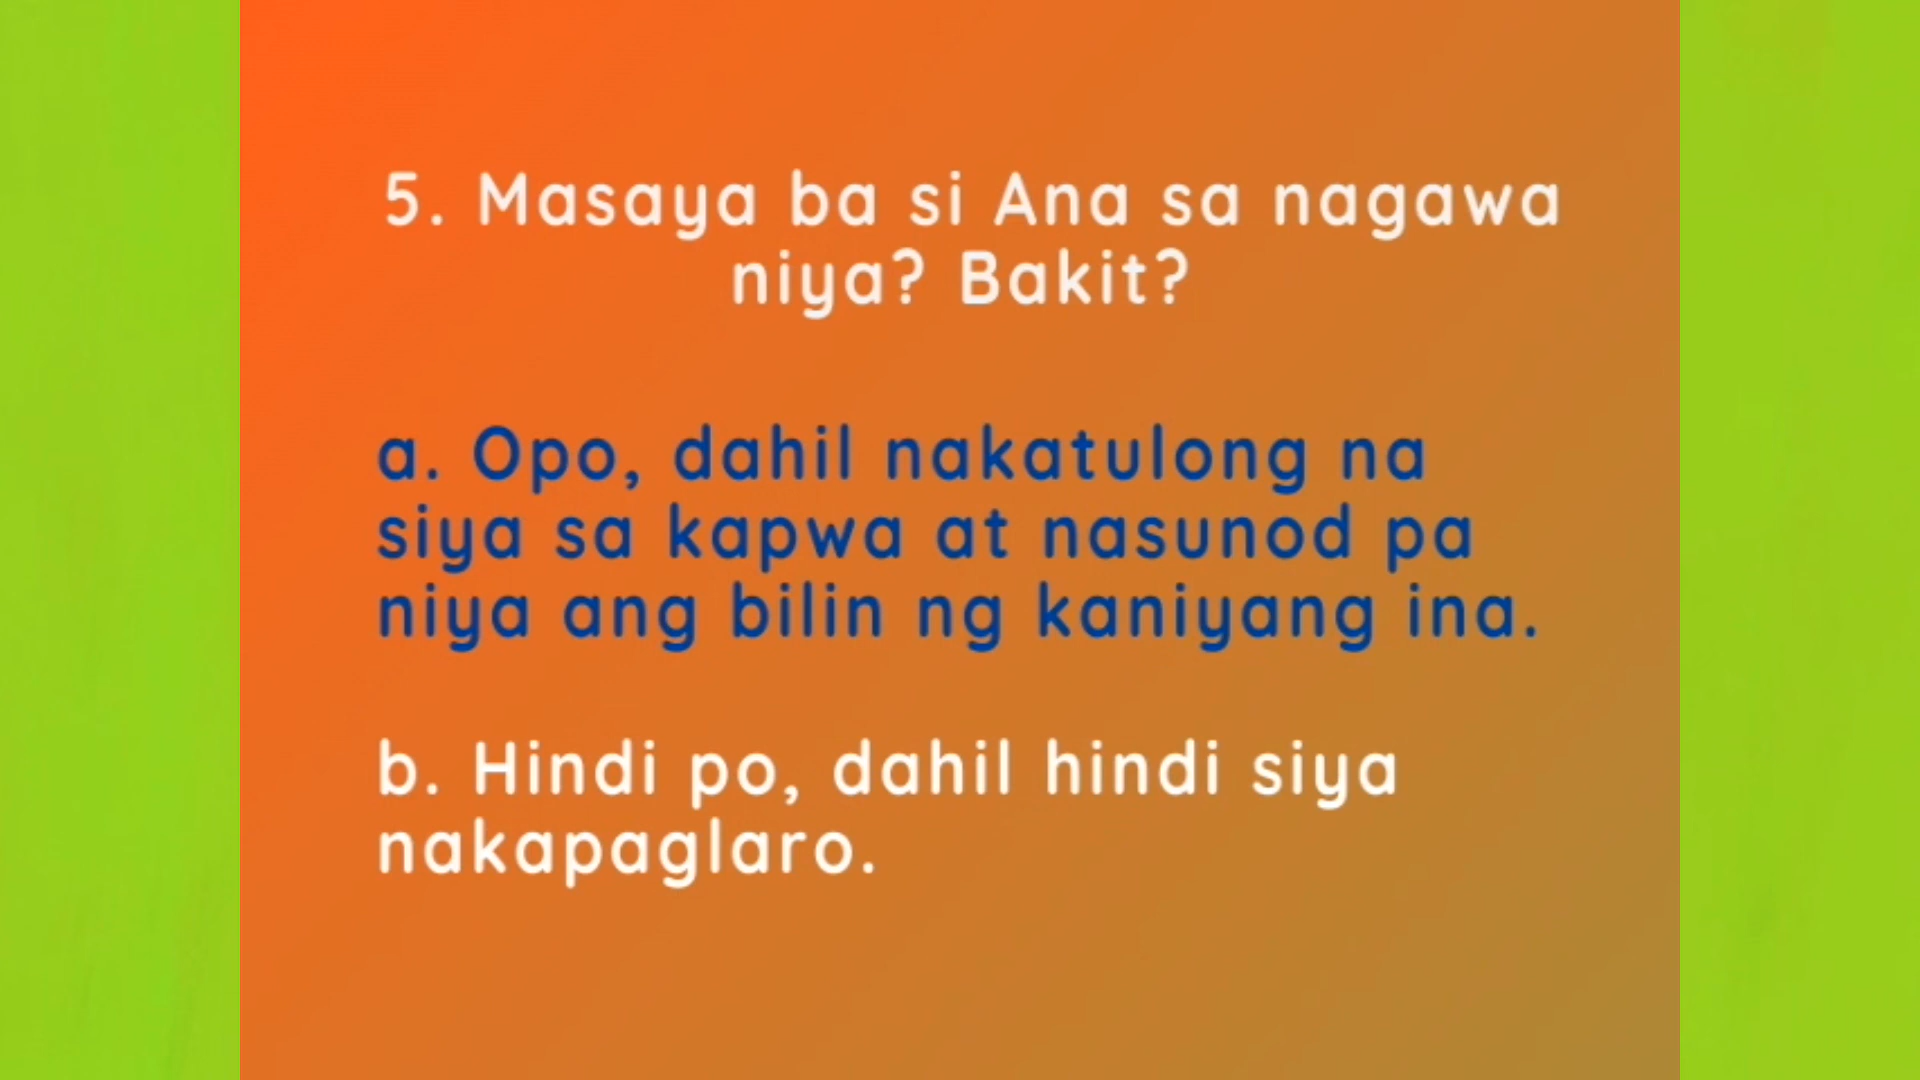 5. Masaya ba si Ana sa nagawa
niya? Bakit?
a. Opo, dahil nakatulong na
siya sa kapwa at nasunod pa
niya ang bilin ng kaniyang ina.
b. Hindi po, dahil hindi siya
nakapaglaro.